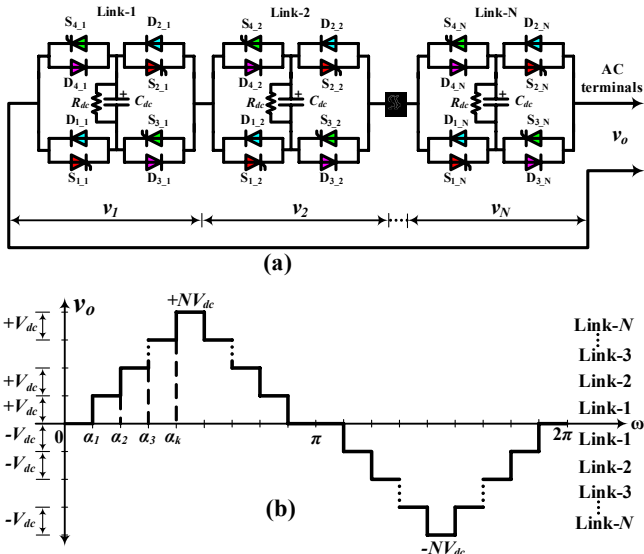 Link-1 Link-2 Link-N
S4_1 D2_1 S4_2 D2_2 S4_N D2_N
D4_1 S2_1 D4_2 S2_2 D4_N S2_N
Rdc + Cdc Rdc + Cdc Rdc + Cdc
D1_1 S3_1 D1_2 S3_2 D1_N S3_N
S1_1 D3_1 S1_2 D3_2 S1_N D3_N
AC
terminals
vo
v1 v2 vN
(a)
vo +NVdc
+Vdc
+Vdc
+Vdc
-Vdc
-Vdc
-Vdc
0 α1 α2 α3 αk π 2π ω
Link-N
Link-3
Link-2
Link-1
Link-1
Link-2
Link-3
Link-N
-NVdc
(b)